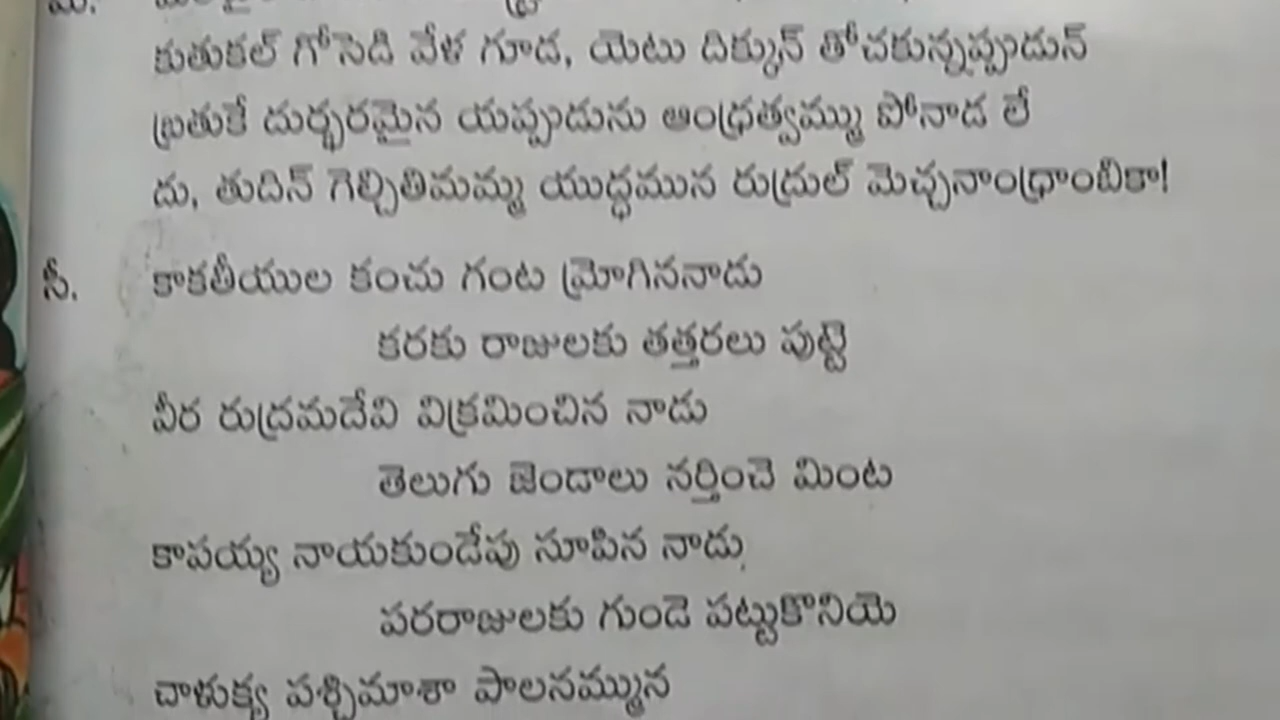 కుతుకల్ గోసెడి వేళ గూడ, యెటు దిక్కున్ తోచకున్నప్పుడున్
బ్రతుకే దుర్భరమైన యప్పుడును ఆంధ్రత్వమ్ము పోనాడ లే
దు, తుదిన్ గెల్చితిమమ్మ యుద్ధమున రుద్రుల్ మెచ్చనాంధ్రాంబికా!
సీ. కాకతీయుల కంచు గంట మ్రోగిననాడు
కరకు రాజులకు తత్తరలు పుట్టె
వీర రుద్రమదేవి విక్రమించిన నాడు
తెలుగు జెండాలు నర్తించె మింట
కాపయ్య నాయకుండేపు సూపిన నాడు
పరరాజులకు గుండె పట్టుకొనియె
చాళుక్య పశ్చిమాశా పాలనమ్మున